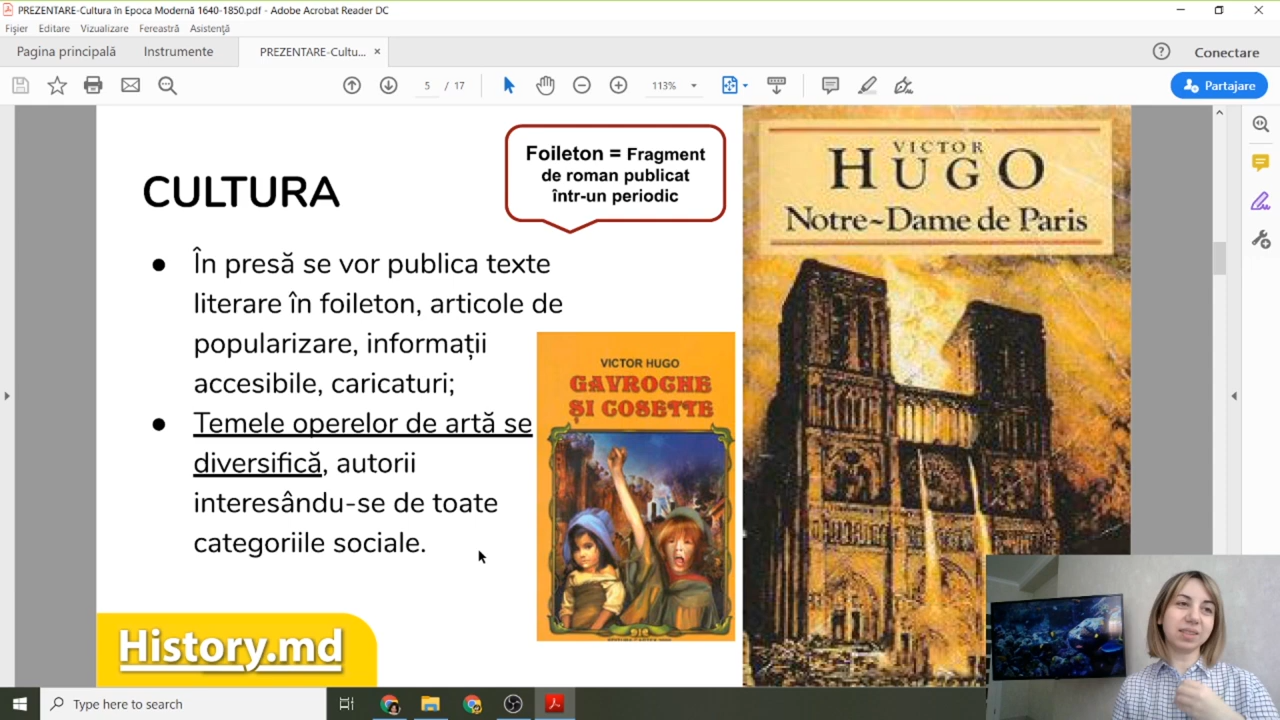 PREZENTARE-Cultura în Epoca Modernă 1640-1850.pdf - Adobe Acrobat Reader DC
Fișier Editare Vizualizare Fereastră Asistență
Pagina principală Instrumente PREZENTARE-Cultu... × Conectare
5 / 17 113% Partajare
Foileton = Fragment
de roman publicat
într-un periodic
CULTURA
● În presă se vor publica texte
literare în foileton, articole de
popularizare, informații
accesibile, caricaturi;
● Temele operelor de artă se
diversifică, autorii
interesându-se de toate
categoriile sociale.
VICTOR HUGO
GAVROCHE
ȘI COSETTE
VICTOR
HUGO
Notre-Dame de Paris
History.md
Type here to search